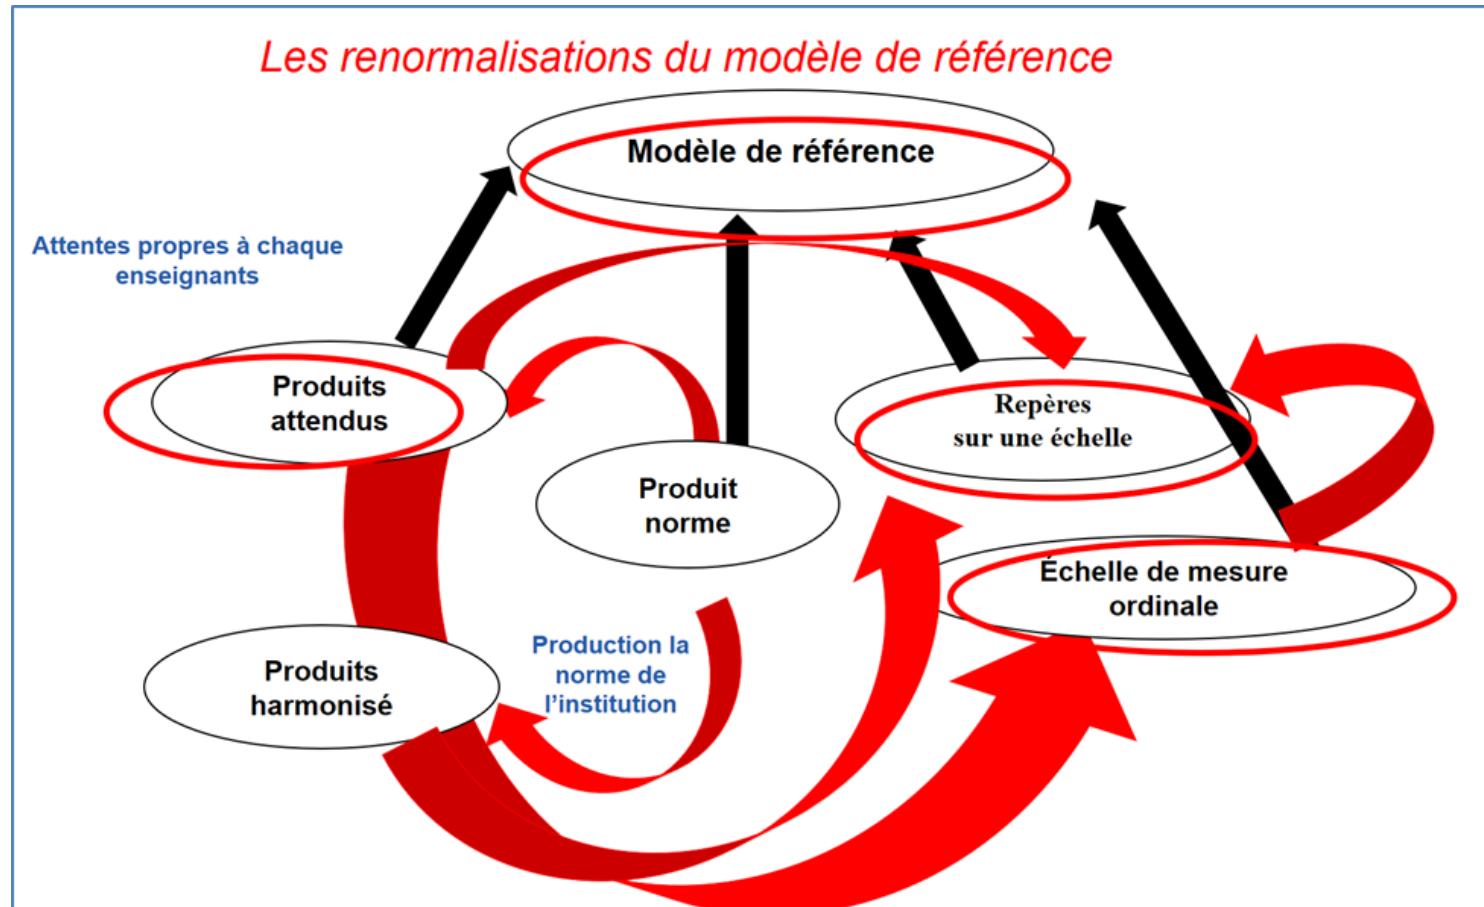 Les renormalisations du modèle de référence
Modèle de référence
Attentes propres à chaque
enseignants
Produits
attendus
Repères
sur une échelle
Produit
norme
Échelle de mesure
ordinale
Produits
harmonisé
Production la
norme de
l'institution